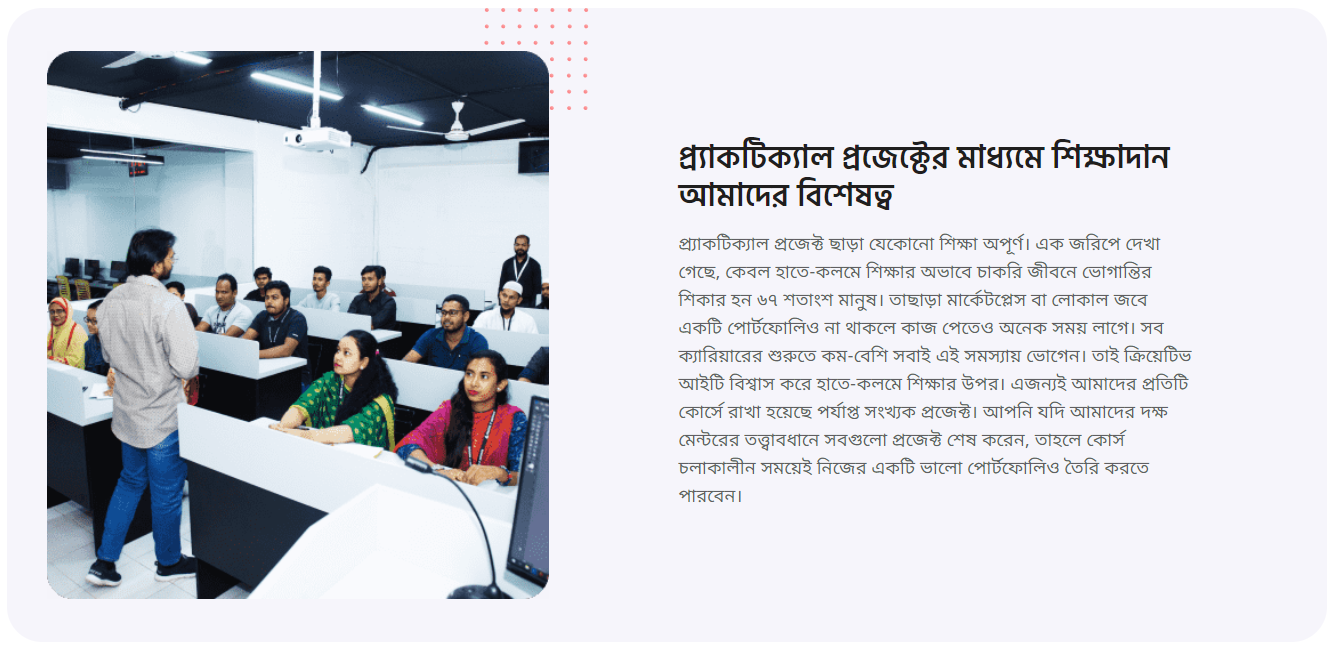 প্র্যাকটিক্যাল প্রজেক্টের মাধ্যমে শিক্ষাদান
আমাদের বিশেষত্ব
প্র্যাকটিক্যাল প্রজেক্ট ছাড়া যেকোনো শিক্ষা অপূর্ণ। এক জরিপে দেখা
গেছে, কেবল হাতে-কলমে শিক্ষার অভাবে চাকরি জীবনে ভোগান্তির
শিকার হন ৬৭ শতাংশ মানুষ। তাছাড়া মার্কেটপ্লেস বা লোকাল জবে
একটি পোর্টফোলিও না থাকলে কাজ পেতেও অনেক সময় লাগে। সব
ক্যারিয়ারের শুরুতে কম-বেশি সবাই এই সমস্যায় ভোগেন। তাই ক্রিয়েটিভ
আইটি বিশ্বাস করে হাতে-কলমে শিক্ষার উপর। এজন্যই আমাদের প্রতিটি
কোর্সে রাখা হয়েছে পর্যাপ্ত সংখ্যক প্রজেক্ট। আপনি যদি আমাদের দক্ষ
মেন্টরের তত্ত্বাবধানে সবগুলো প্রজেক্ট শেষ করেন, তাহলে কোর্স
চলাকালীন সময়েই নিজের একটি ভালো পোর্টফোলিও তৈরি করতে
পারবেন।